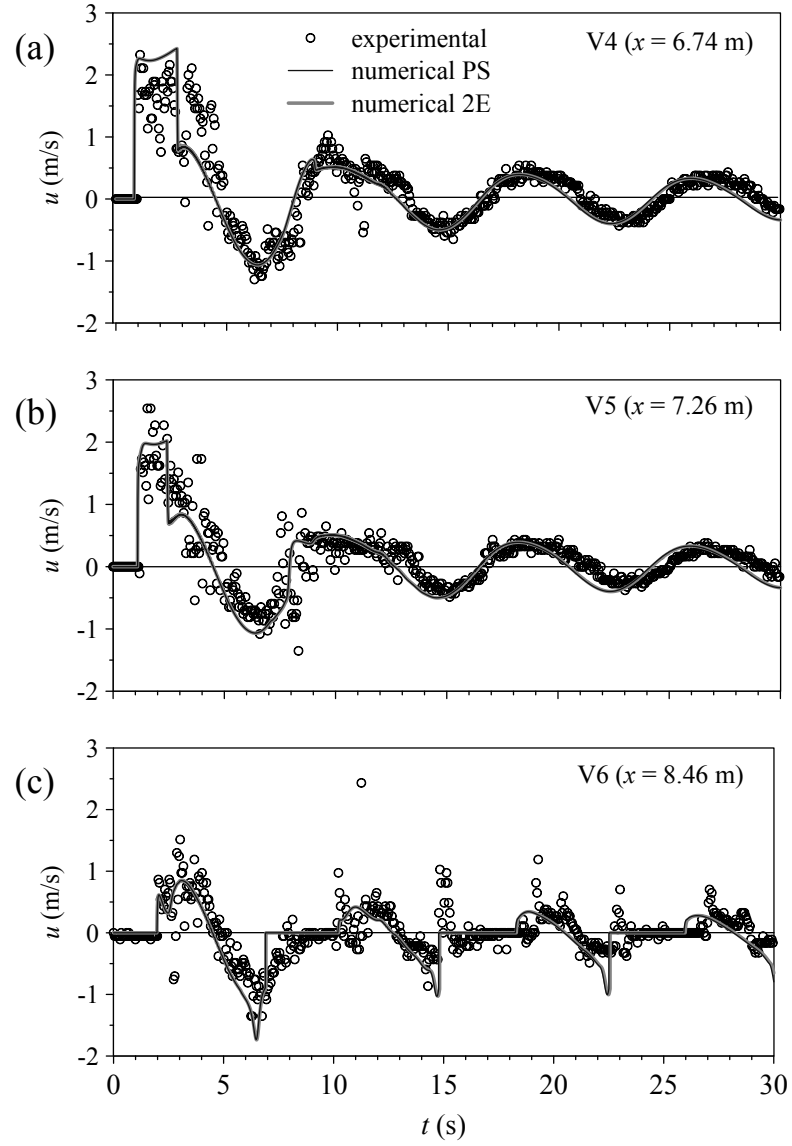 (a)
3
2
1
0
-1
-2
u (m/s)
experimental
numerical PS
numerical 2E
V4 (x = 6.74 m)
(b)
3
2
1
0
-1
-2
u (m/s)
V5 (x = 7.26 m)
(c)
3
2
1
0
-1
-2
u (m/s)
V6 (x = 8.46 m)
0 5 10 15 20 25 30
t (s)